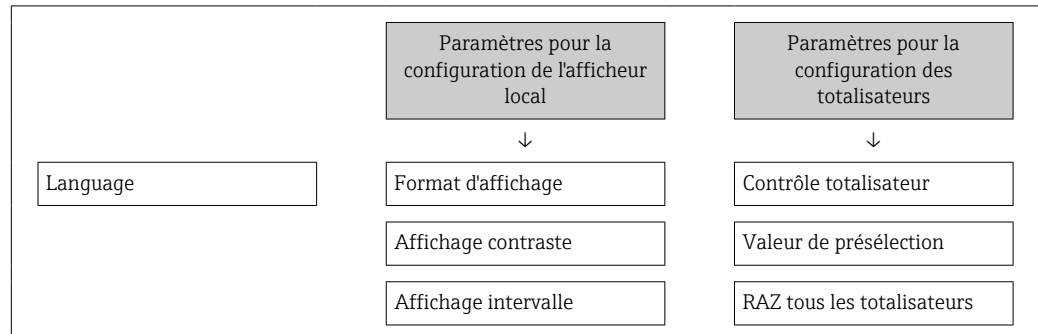 Paramètres pour la
configuration de l'afficheur
local
Paramètres pour la
configuration des
totalisateurs
↓
↓
Language
Format d'affichage
Contrôle totalisateur
Affichage contraste
Valeur de présélection
Affichage intervalle
RAZ tous les totalisateurs